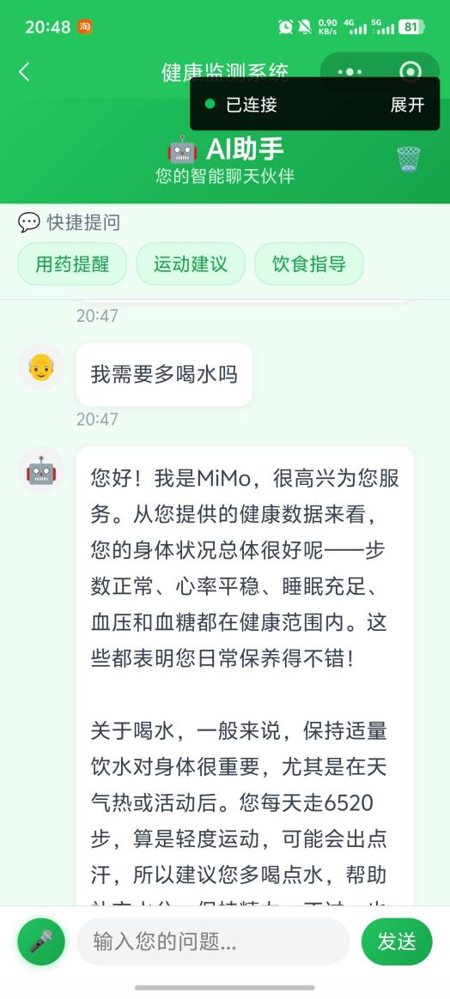 20:48 淘 0.90 KB/s 4G 5G 81
健康监测系统
已连接 展开
AI助手
您的智能聊天伙伴
快捷提问
用药提醒 运动建议 饮食指导
20:47
我需要多喝水吗
20:47
您好！我是MiMo，很高兴为您服
务。从您提供的健康数据来看，
您的身体状况总体很好呢——步
数正常、心率平稳、睡眠充足、
血压和血糖都在健康范围内。这
些都表明您日常保养得不错！
关于喝水，一般来说，保持适量
饮水对身体很重要，尤其是在天
气热或活动后。您每天走6520
步，算是轻度运动，可能会出点
汗，所以建议您多喝点水，帮助
输入您的问题... 发送